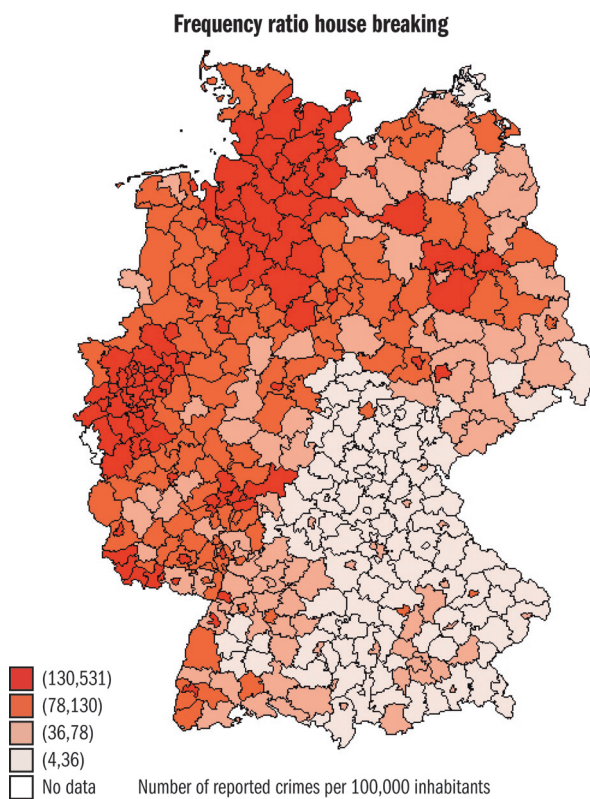 Frequency ratio house breaking
(130,531)
(78,130)
(36,78)
(4,36)
No data
Number of reported crimes per 100,000 inhabitants